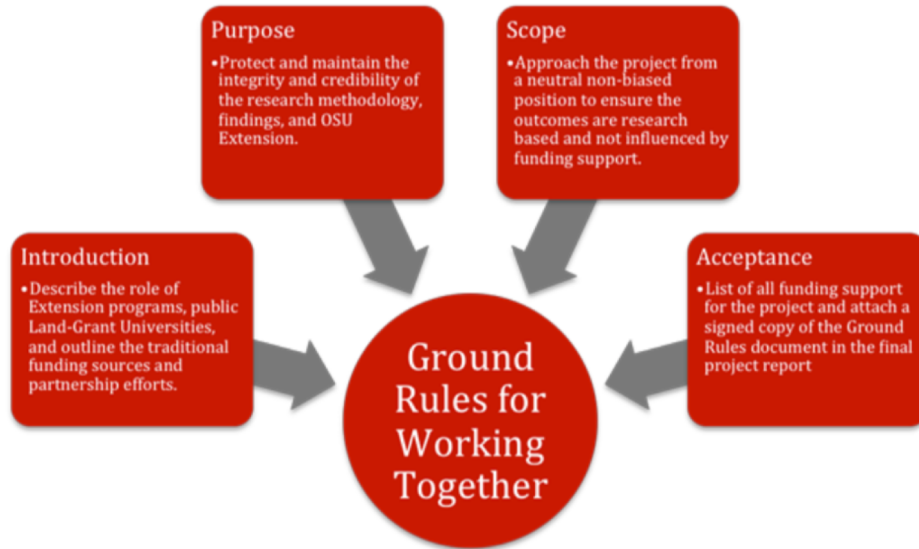 Purpose
•Protect and maintain the
integrity and credibility of
the research methodology,
findings, and OSU
Extension.
Scope
•Approach the project from
a neutral non-biased
position to ensure the
outcomes are research
based and not influenced by
funding support.
Introduction
•Describe the role of
Extension programs, public
Land-Grant Universities,
and outline the traditional
funding sources and
partnership efforts.
Acceptance
•List of all funding support
for the project and attach a
signed copy of the Ground
Rules document in the final
project report
Ground
Rules for
Working
Together